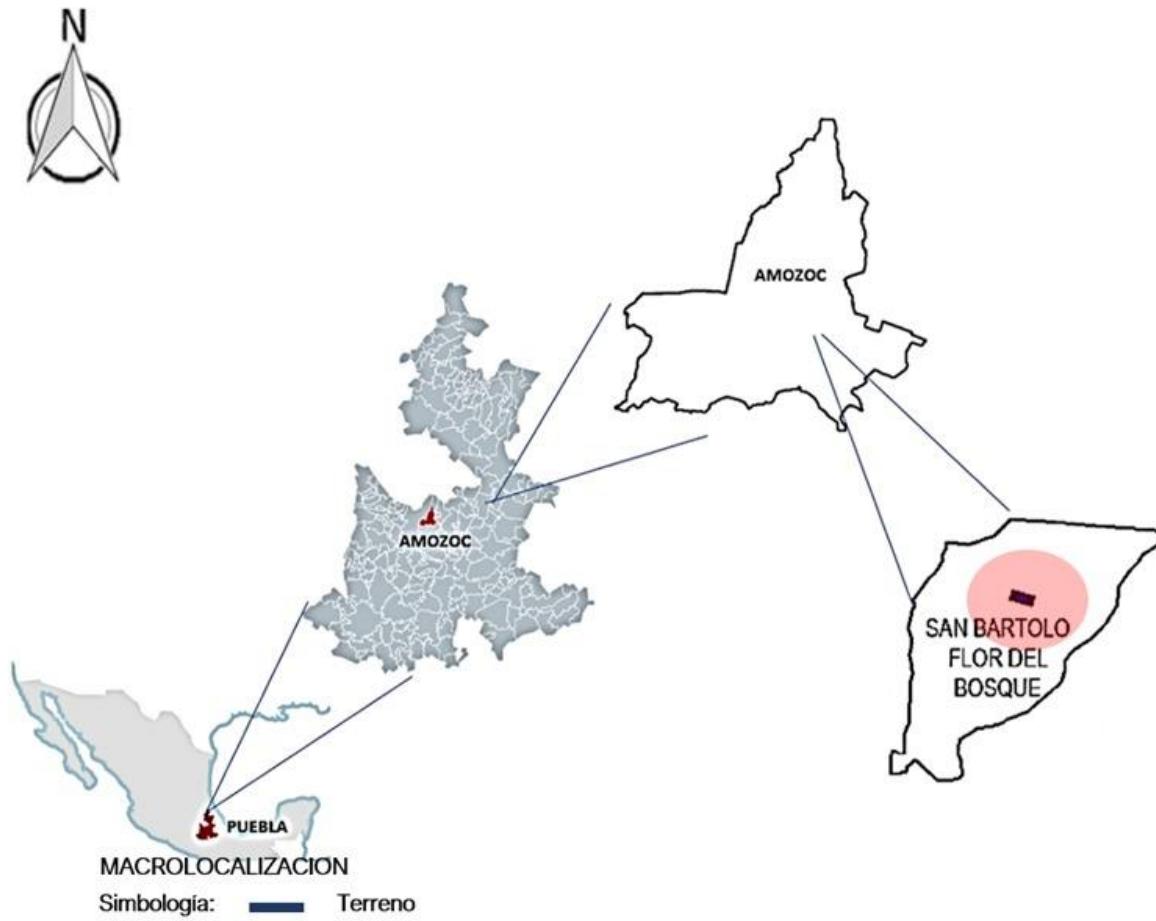 N
AMOZOC
AMOZOC
SAN BARTOLO
FLOR DEL
BOSQUE
PUEBLA
MACROLOCALIZACION
Simbología: Terreno